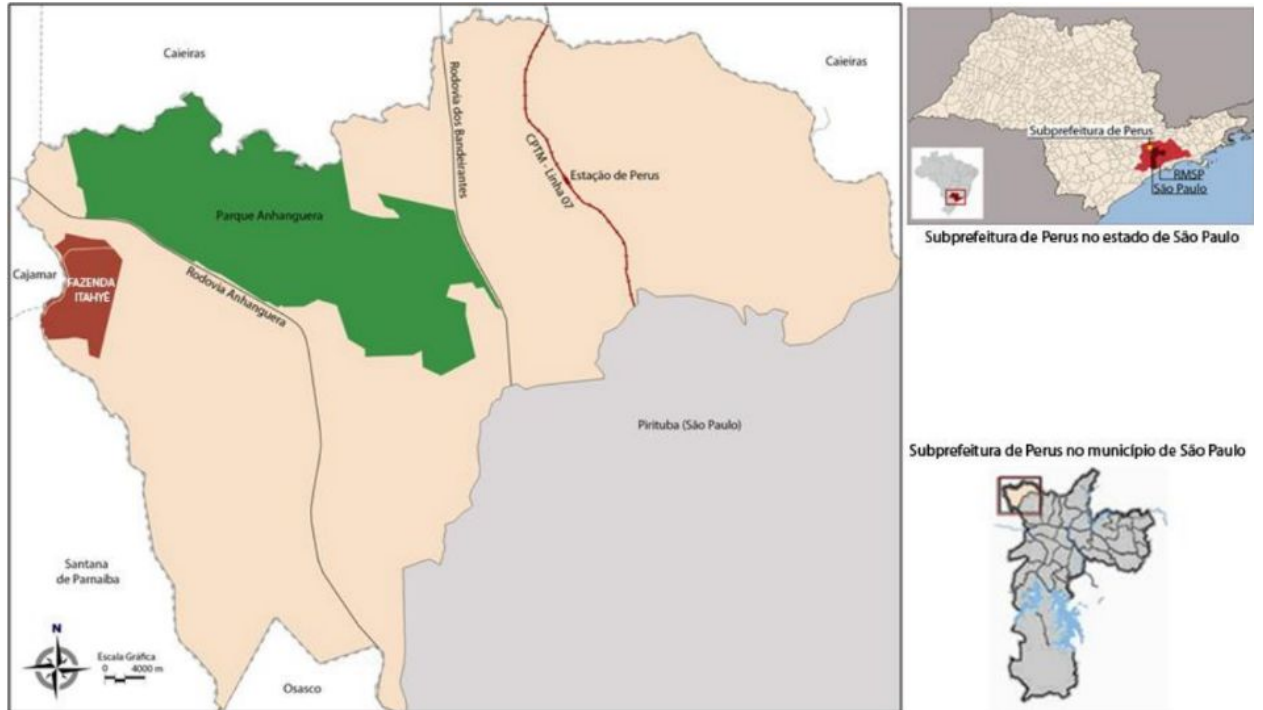 Caieiras
Caieiras
Rodovia dos Bandeirantes
CPTM - Linha 07
Estação de Perus
Parque Anhanguera
Cajamar
FAZENDA
ITAHYÊ
Rodovia Anhanguera
Pirituba (São Paulo)
Santana
de Parnaíba
N
Escala Gráfica
0 4000 m
Osasco
Subprefeitura de Perus
RMSP
São Paulo
Subprefeitura de Perus no estado de São Paulo
Subprefeitura de Perus no município de São Paulo